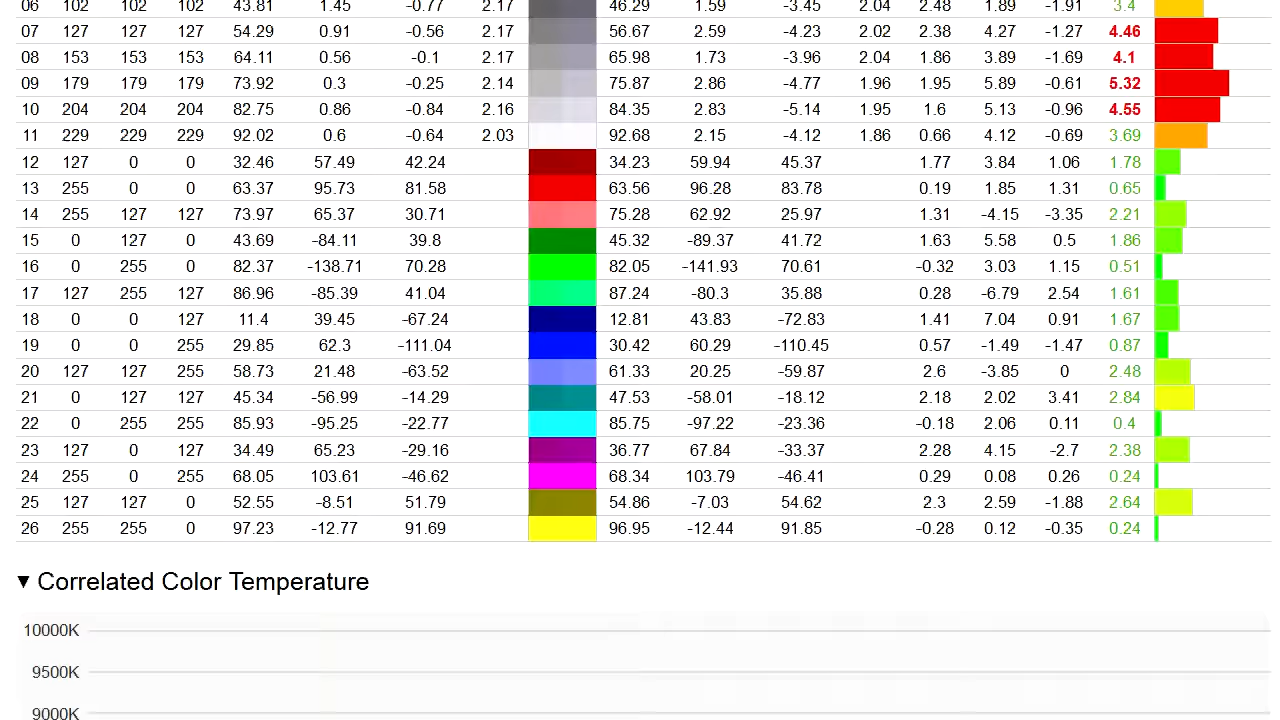 06 102 102 102 43.81 1.45 -0.77 2.17 46.29 1.59 -3.45 2.04 2.48 1.89 -1.91 3.4
07 127 127 127 54.29 0.91 -0.56 2.17 56.67 2.59 -4.23 2.02 2.38 4.27 -1.27 4.46
08 153 153 153 64.11 0.56 -0.1 2.17 65.98 1.73 -3.96 2.04 1.86 3.89 -1.69 4.1
09 179 179 179 73.92 0.3 -0.25 2.14 75.87 2.86 -4.77 1.96 1.95 5.89 -0.61 5.32
10 204 204 204 82.75 0.86 -0.84 2.16 84.35 2.83 -5.14 1.95 1.6 5.13 -0.96 4.55
11 229 229 229 92.02 0.6 -0.64 2.03 92.68 2.15 -4.12 1.86 0.66 4.12 -0.69 3.69
12 127 0 0 32.46 57.49 42.24 34.23 59.94 45.37 1.77 3.84 1.06 1.78
13 255 0 0 63.37 95.73 81.58 63.56 96.28 83.78 0.19 1.85 1.31 0.65
14 255 127 127 73.97 65.37 30.71 75.28 62.92 25.97 1.31 -4.15 -3.35 2.21
15 0 127 0 43.69 -84.11 39.8 45.32 -89.37 41.72 1.63 5.58 0.5 1.86
16 0 255 0 82.37 -138.71 70.28 82.05 -141.93 70.61 -0.32 3.03 1.15 0.51
17 127 255 127 86.96 -85.39 41.04 87.24 -80.3 35.88 0.28 -6.79 2.54 1.61
18 0 0 127 11.4 39.45 -67.24 12.81 43.83 -72.83 1.41 7.04 0.91 1.67
19 0 0 255 29.85 62.3 -111.04 30.42 60.29 -110.45 0.57 -1.49 -1.47 0.87
20 127 127 255 58.73 21.48 -63.52 61.33 20.25 -59.87 2.6 -3.85 0 2.48
21 0 127 127 45.34 -56.99 -14.29 47.53 -58.01 -18.12 2.18 2.02 3.41 2.84
22 0 255 255 85.93 -95.25 -22.77 85.75 -97.22 -23.36 -0.18 2.06 0.11 0.4
23 127 0 127 34.49 65.23 -29.16 36.77 67.84 -33.37 2.28 4.15 -2.7 2.38
24 255 0 255 68.05 103.61 -46.62 68.34 103.79 -46.41 0.29 0.08 0.26 0.24
25 127 127 0 52.55 -8.51 51.79 54.86 -7.03 54.62 2.3 2.59 -1.88 2.64
26 255 255 0 97.23 -12.77 91.69 96.95 -12.44 91.85 -0.28 0.12 -0.35 0.24
▼ Correlated Color Temperature
10000K
9500K
9000K